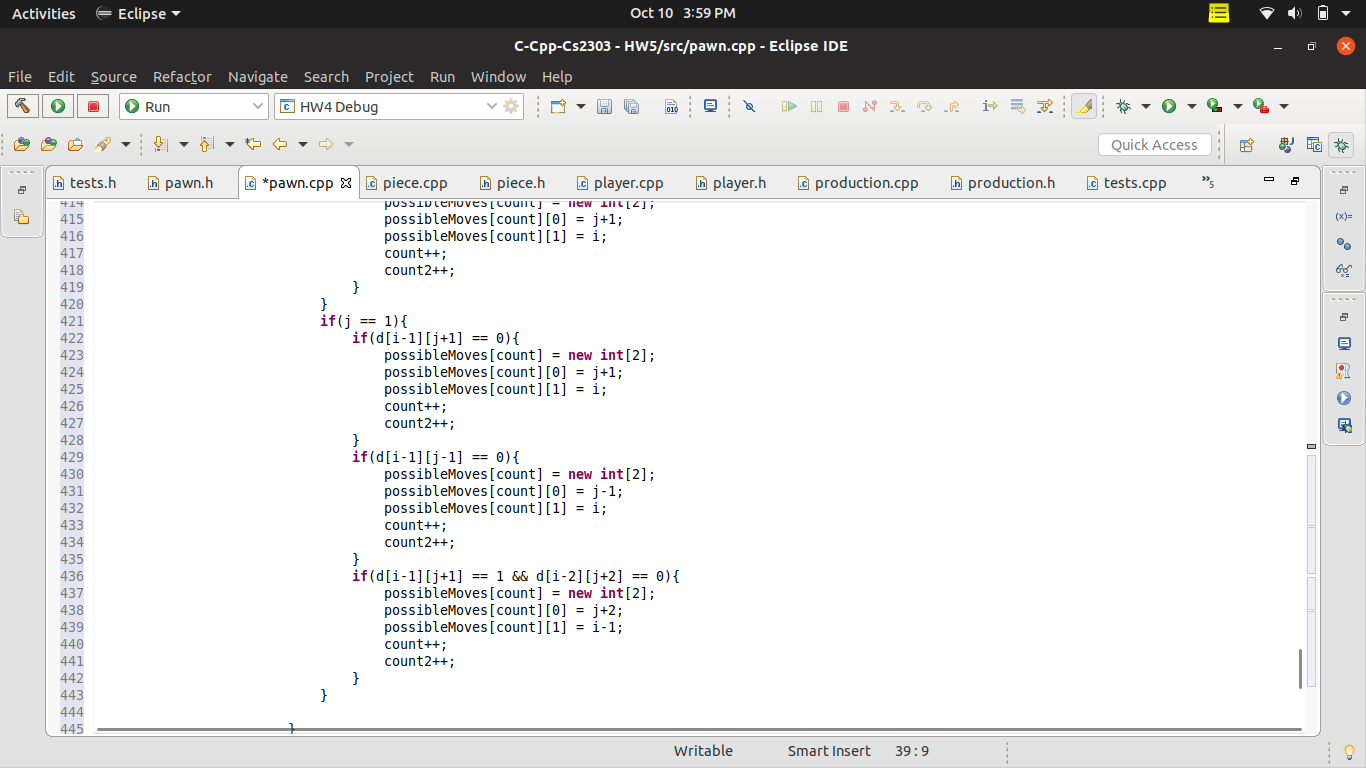 Activities Eclipse Oct 10 3:59 PM
C-Cpp-Cs2303 - HW5/src/pawn.cpp - Eclipse IDE
File Edit Source Refactor Navigate Search Project Run Window Help
Run HW4 Debug
Quick Access
tests.h pawn.h *pawn.cpp piece.cpp piece.h player.cpp player.h production.cpp production.h tests.cpp »5
414 possibleMoves[count] = new int[2];
415 possibleMoves[count][0] = j+1;
416 possibleMoves[count][1] = i;
417 count++;
418 count2++;
419 }
420 }
421 if(j == 1){
422 if(d[i-1][j+1] == 0){
423 possibleMoves[count] = new int[2];
424 possibleMoves[count][0] = j+1;
425 possibleMoves[count][1] = i;
426 count++;
427 count2++;
428 }
429 if(d[i-1][j-1] == 0){
430 possibleMoves[count] = new int[2];
431 possibleMoves[count][0] = j-1;
432 possibleMoves[count][1] = i;
433 count++;
434 count2++;
435 }
436 if(d[i-1][j+1] == 1 && d[i-2][j+2] == 0){
437 possibleMoves[count] = new int[2];
438 possibleMoves[count][0] = j+2;
439 possibleMoves[count][1] = i-1;
440 count++;
441 count2++;
442 }
443 }
444
445 }
Writable Smart Insert 39 : 9